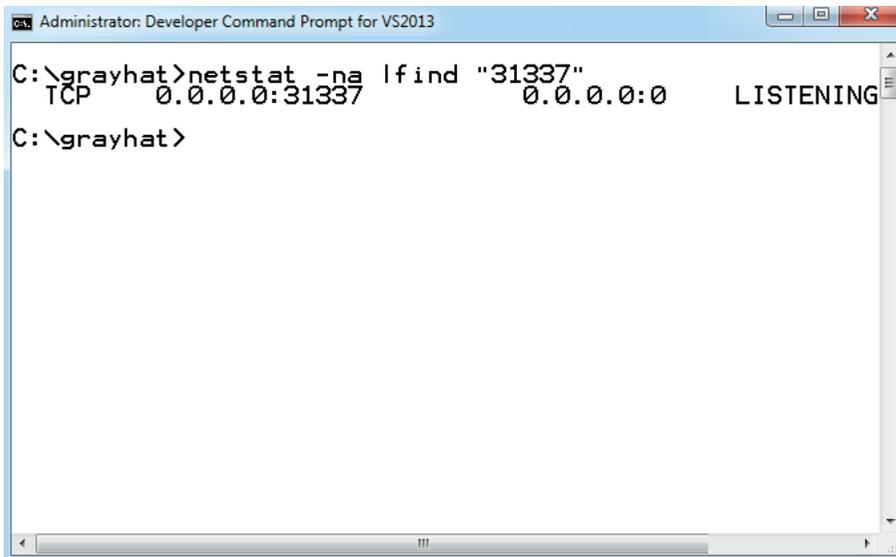 Administrator: Developer Command Prompt for VS2013
C:\grayhat>netstat -na |find "31337"
TCP 0.0.0.0:31337 0.0.0.0:0 LISTENING
C:\grayhat>